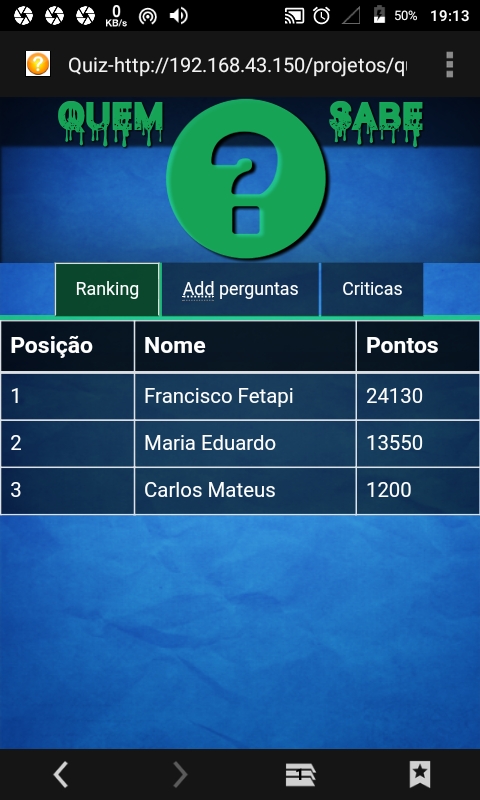 0 KB/s 50% 19:13
Quiz-http://192.168.43.150/projetos/q
QUEM ? SABE
Ranking Add perguntas Criticas
Posição Nome Pontos
1 Francisco Fetapi 24130
2 Maria Eduardo 13550
3 Carlos Mateus 1200
1